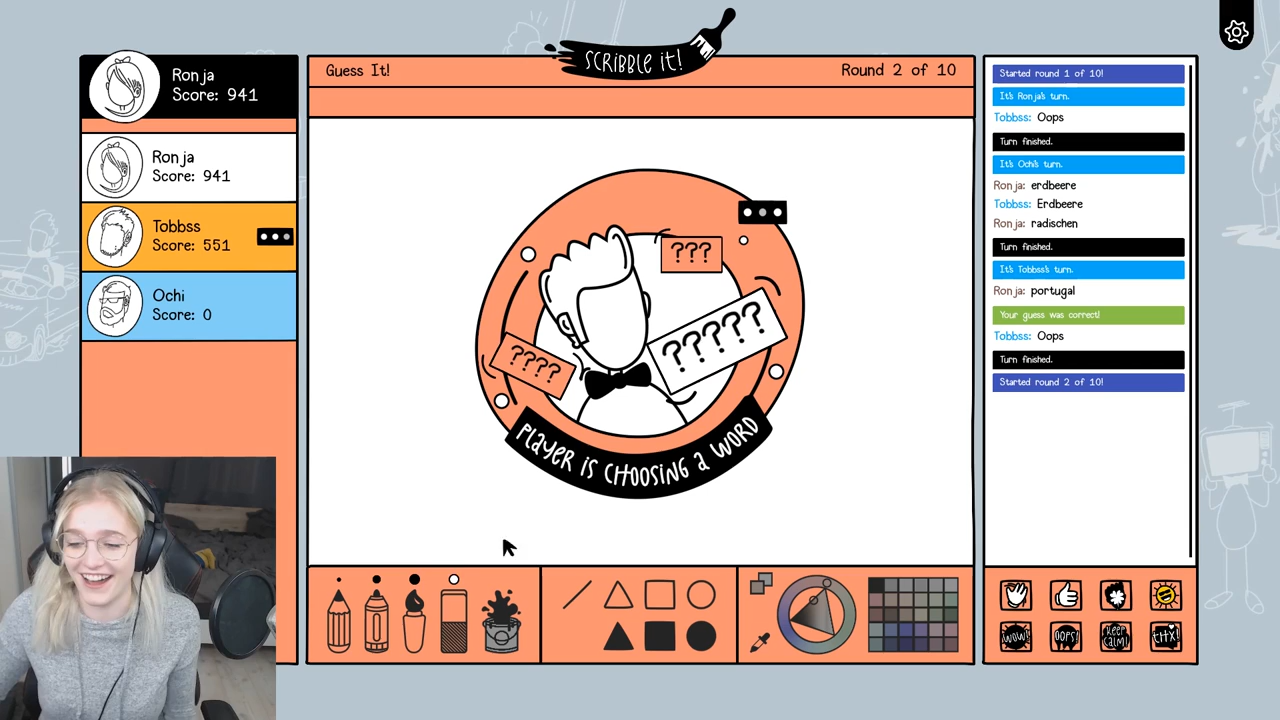 SCRIBBLE IT!
Ronja
Score: 941
Ronja
Score: 941
Tobbss
Score: 551
Ochi
Score: 0
Guess It!
Round 2 of 10
???
?????
????
PLAYER IS CHOOSING A WORD
Started round 1 of 10!
It's Ronja's turn.
Tobbss: Oops
Turn finished.
It's Ochi's turn.
Ronja: erdbeere
Tobbss: Erdbeere
Ronja: radischen
Turn finished.
It's Tobbss's turn.
Ronja: portugal
Your guess was correct!
Tobbss: Oops
Turn finished.
Started round 2 of 10!
WOW!
OOPS!
KEEP CALM!
THX!